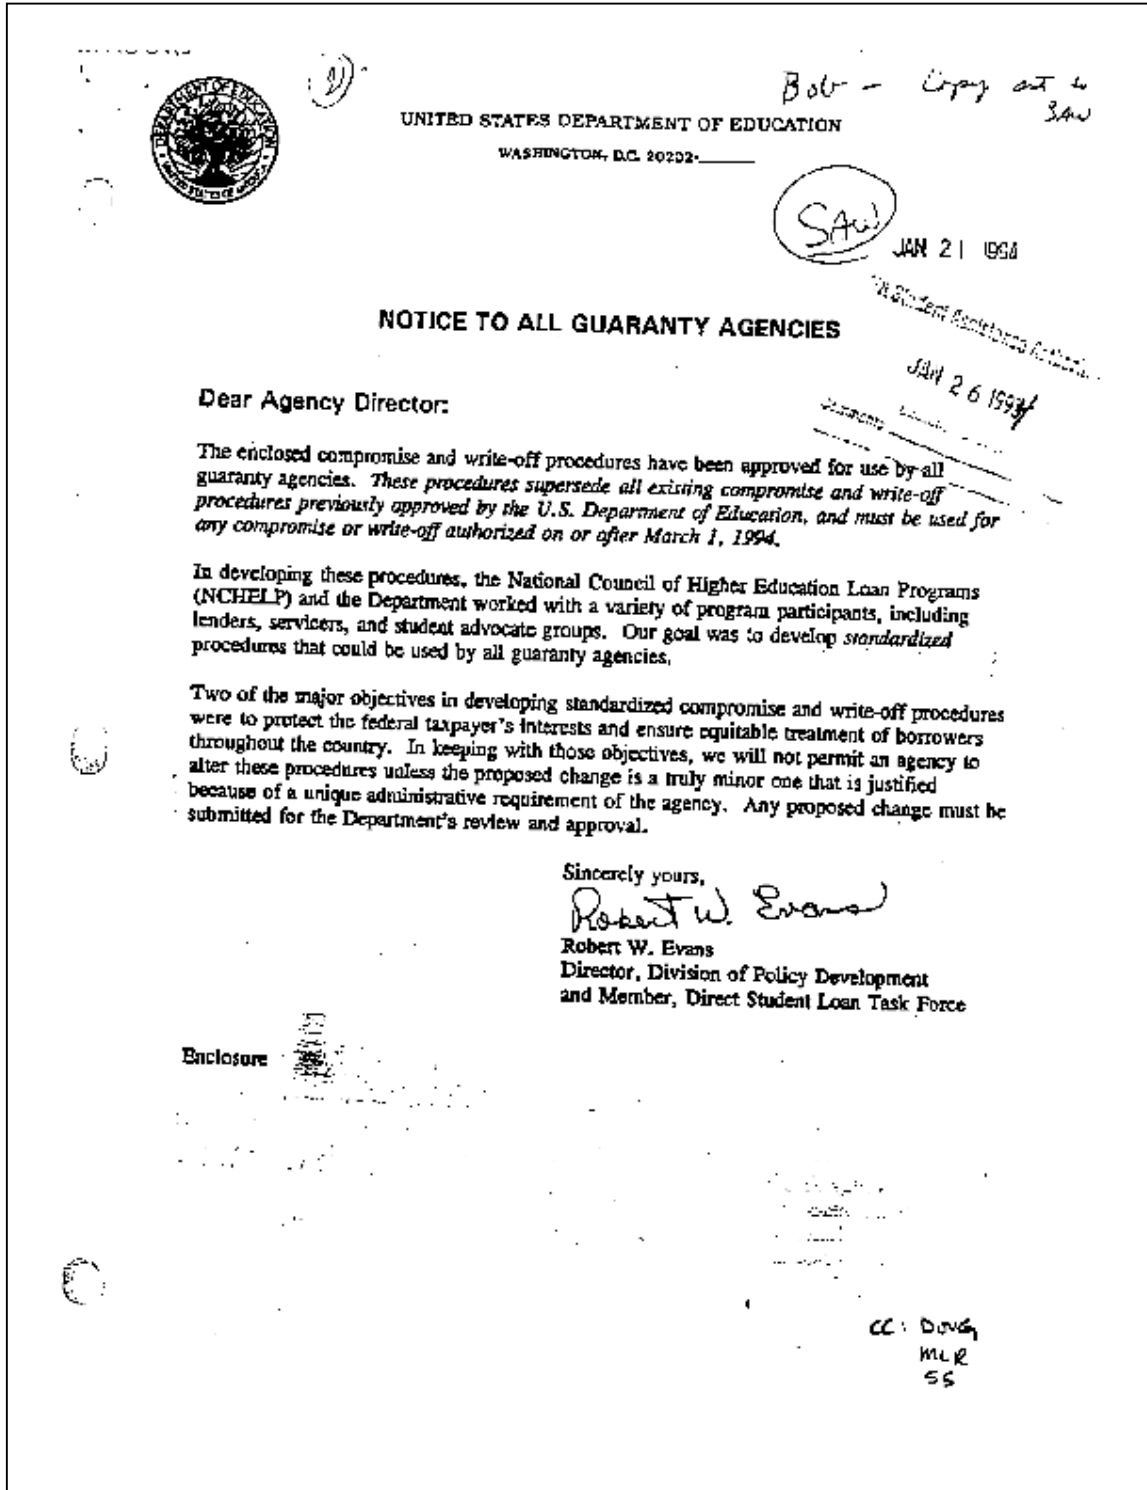 Bob - Copy sent to
SAW
DEPARTMENT OF EDUCATION
UNITED STATES OF AMERICA
UNITED STATES DEPARTMENT OF EDUCATION
WASHINGTON, D.C. 20202-______
SAW
JAN 21 1994
Student Assistance
NOTICE TO ALL GUARANTY AGENCIES
JAN 26 1994
Dear Agency Director:
The enclosed compromise and write-off procedures have been approved for use by all
guaranty agencies. These procedures supersede all existing compromise and write-off
procedures previously approved by the U.S. Department of Education, and must be used for
any compromise or write-off authorized on or after March 1, 1994.
In developing these procedures, the National Council of Higher Education Loan Programs
(NCHELP) and the Department worked with a variety of program participants, including
lenders, servicers, and student advocate groups. Our goal was to develop standardized
procedures that could be used by all guaranty agencies.
Two of the major objectives in developing standardized compromise and write-off procedures
were to protect the federal taxpayer's interests and ensure equitable treatment of borrowers
throughout the country. In keeping with those objectives, we will not permit an agency to
alter these procedures unless the proposed change is a truly minor one that is justified
because of a unique administrative requirement of the agency. Any proposed change must be
submitted for the Department's review and approval.
Sincerely yours,
Robert W. Evans
Robert W. Evans
Director, Division of Policy Development
and Member, Direct Student Loan Task Force
Enclosure
CC: DOUG
MLR
SS